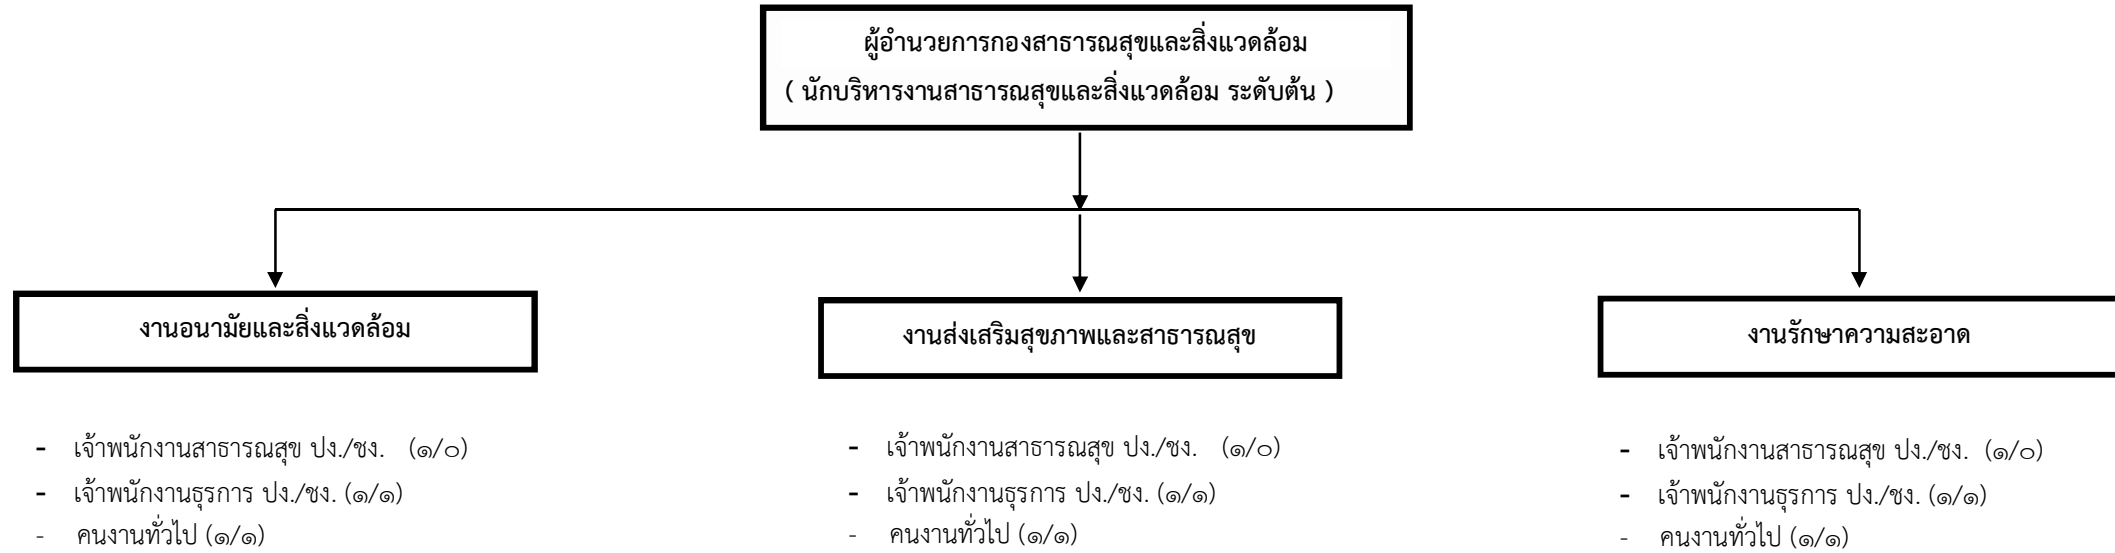 ผู้อำนวยการกองสาธารณสุขและสิ่งแวดล้อม
( นักบริหารงานสาธารณสุขและสิ่งแวดล้อม ระดับต้น )
งานอนามัยและสิ่งแวดล้อม
- เจ้าพนักงานสาธารณสุข ปง./ชง. (๑/๐)
- เจ้าพนักงานธุรการ ปง./ชง. (๑/๑)
- คนงานทั่วไป (๑/๑)
งานส่งเสริมสุขภาพและสาธารณสุข
- เจ้าพนักงานสาธารณสุข ปง./ชง. (๑/๐)
- เจ้าพนักงานธุรการ ปง./ชง. (๑/๑)
- คนงานทั่วไป (๑/๑)
งานรักษาความสะอาด
- เจ้าพนักงานสาธารณสุข ปง./ชง. (๑/๐)
- เจ้าพนักงานธุรการ ปง./ชง. (๑/๑)
- คนงานทั่วไป (๑/๑)